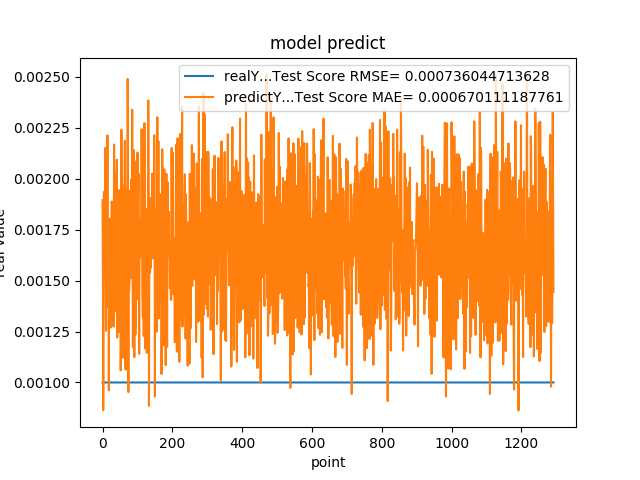 model predict
realY...Test Score RMSE= 0.000736044713628
predictY...Test Score MAE= 0.000670111187761
0.00250
0.00225
0.00200
0.00175
0.00150
0.00125
0.00100
value
0 200 400 600 800 1000 1200
point